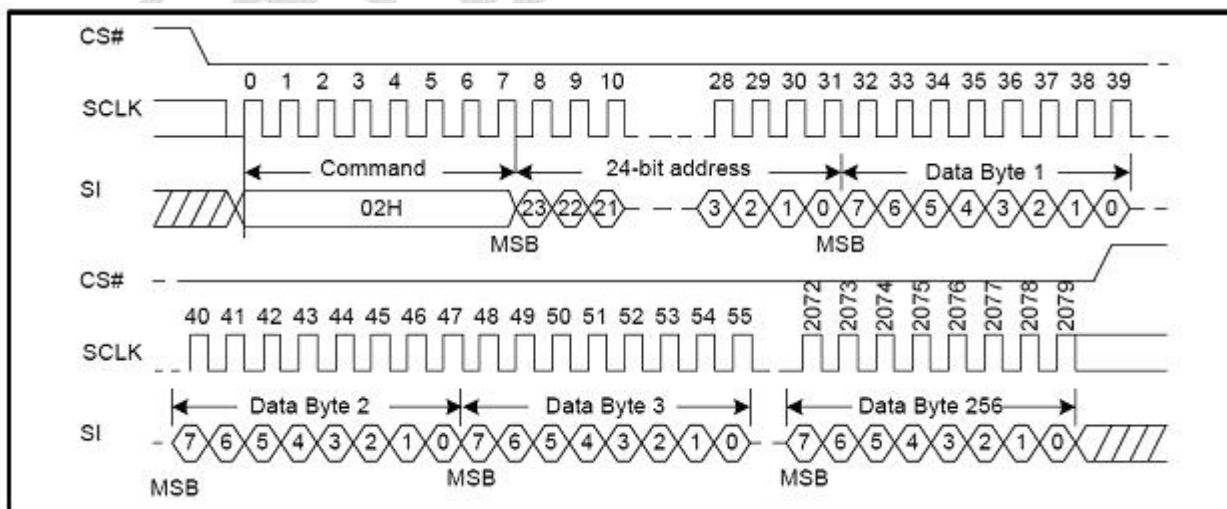 CS#
0 1 2 3 4 5 6 7 8 9 10 28 29 30 31 32 33 34 35 36 37 38 39
SCLK
Command 24-bit address Data Byte 1
SI 02H 23 22 21 3 2 1 0 7 6 5 4 3 2 1 0
MSB MSB
CS#
40 41 42 43 44 45 46 47 48 49 50 51 52 53 54 55 2072 2073 2074 2075 2076 2077 2078 2079
SCLK
Data Byte 2 Data Byte 3 Data Byte 256
SI 7 6 5 4 3 2 1 0 7 6 5 4 3 2 1 0 7 6 5 4 3 2 1 0
MSB MSB MSB